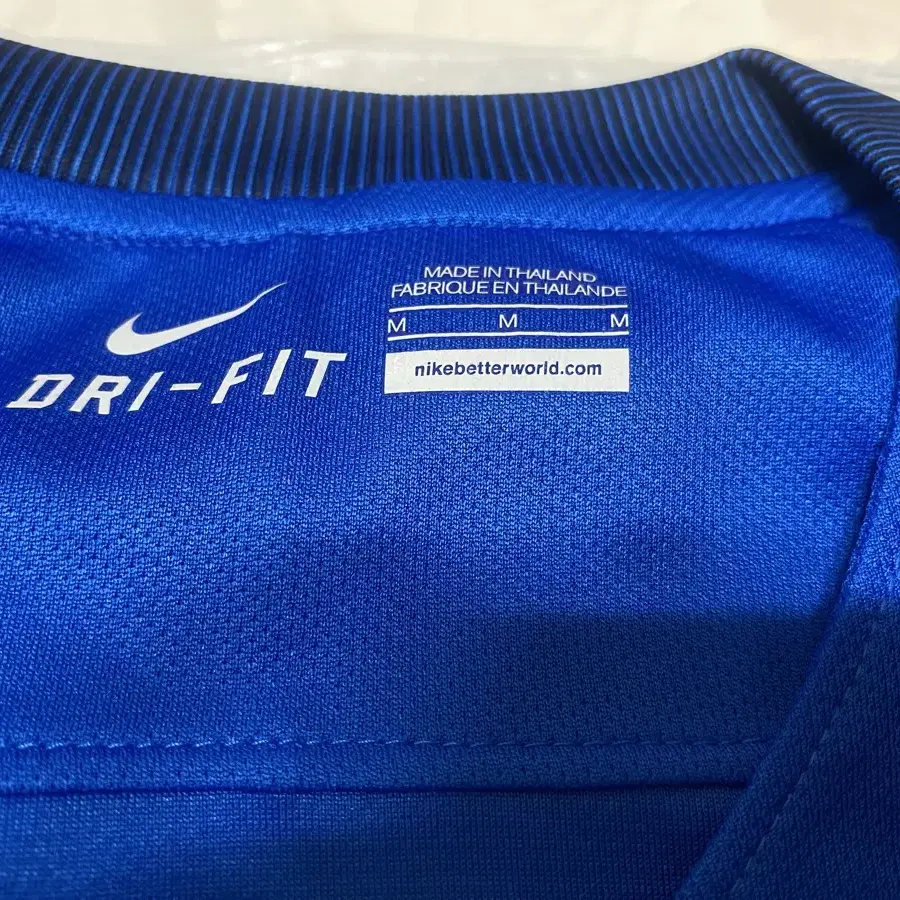 DRI-FIT
MADE IN THAILAND
FABRIQUE EN THAILANDE
M M M
nikebetterworld.com